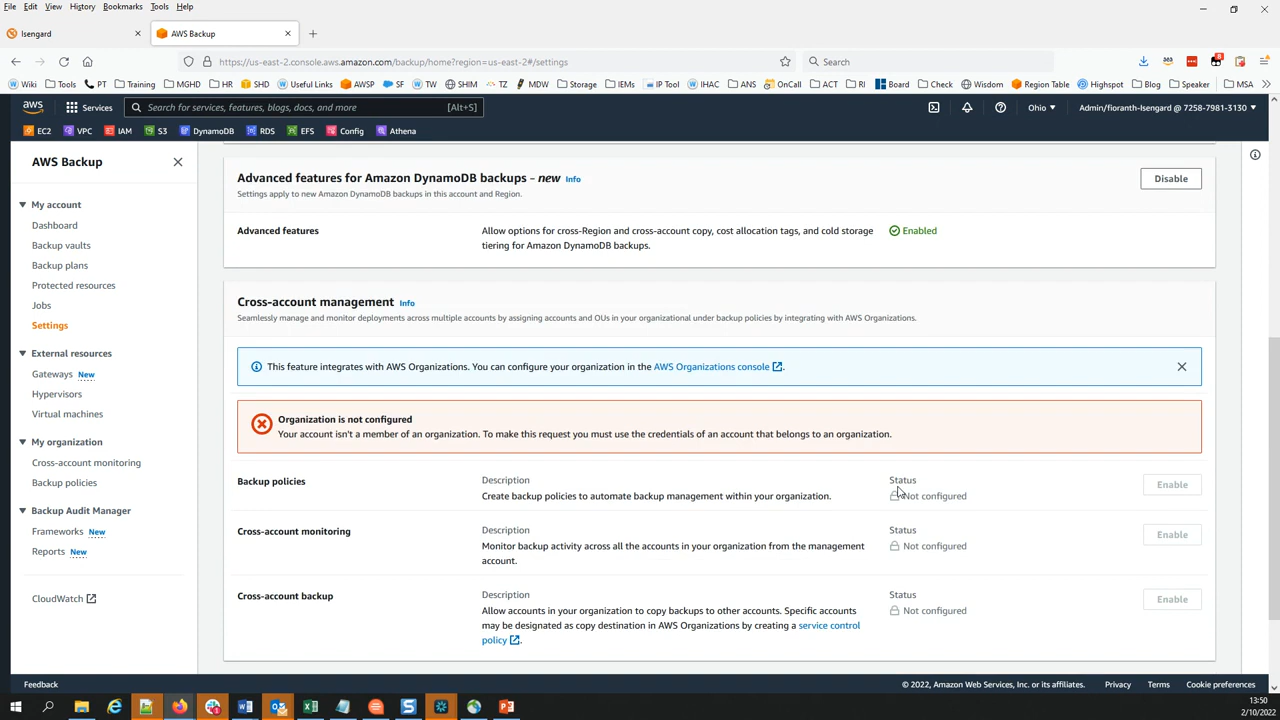 File Edit View History Bookmarks Tools Help
Isengard
AWS Backup
https://us-east-2.console.aws.amazon.com/backup/home?region=us-east-2#/settings
Search
Wiki Tools PT Training MGHD HR SHD Useful Links AWSP SF TW SHIM TZ MDW Storage IEMs IP Tool IHAC ANS OnCall ACT RI Board Check Wisdom Region Table Highspot Blog Speaker MSA
aws Services Search for services, features, blogs, docs, and more [Alt+S] Ohio Admin/fioranth-Isengard @ 7258-7981-3130
EC2 VPC IAM S3 DynamoDB RDS EFS Config Athena
AWS Backup
My account
Dashboard
Backup vaults
Backup plans
Protected resources
Jobs
Settings
External resources
Gateways New
Hypervisors
Virtual machines
My organization
Cross-account monitoring
Backup policies
Backup Audit Manager
Frameworks New
Reports New
CloudWatch
Advanced features for Amazon DynamoDB backups - new Info
Disable
Settings apply to new Amazon DynamoDB backups in this account and Region.
Advanced features
Allow options for cross-Region and cross-account copy, cost allocation tags, and cold storage
tiering for Amazon DynamoDB backups.
Enabled
Cross-account management Info
Seamlessly manage and monitor deployments across multiple accounts by assigning accounts and OUs in your organizational under backup policies by integrating with AWS Organizations.
This feature integrates with AWS Organizations. You can configure your organization in the AWS Organizations console.
Organization is not configured
Your account isn't a member of an organization. To make this request you must use the credentials of an account that belongs to an organization.
Backup policies
Description
Create backup policies to automate backup management within your organization.
Status
Not configured
Enable
Cross-account monitoring
Description
Monitor backup activity across all the accounts in your organization from the management
account.
Status
Not configured
Enable
Cross-account backup
Description
Allow accounts in your organization to copy backups to other accounts. Specific accounts
may be designated as copy destination in AWS Organizations by creating a service control
policy.
Status
Not configured
Enable
Feedback
© 2022, Amazon Web Services, Inc. or its affiliates. Privacy Terms Cookie preferences
13:50
2/10/2022